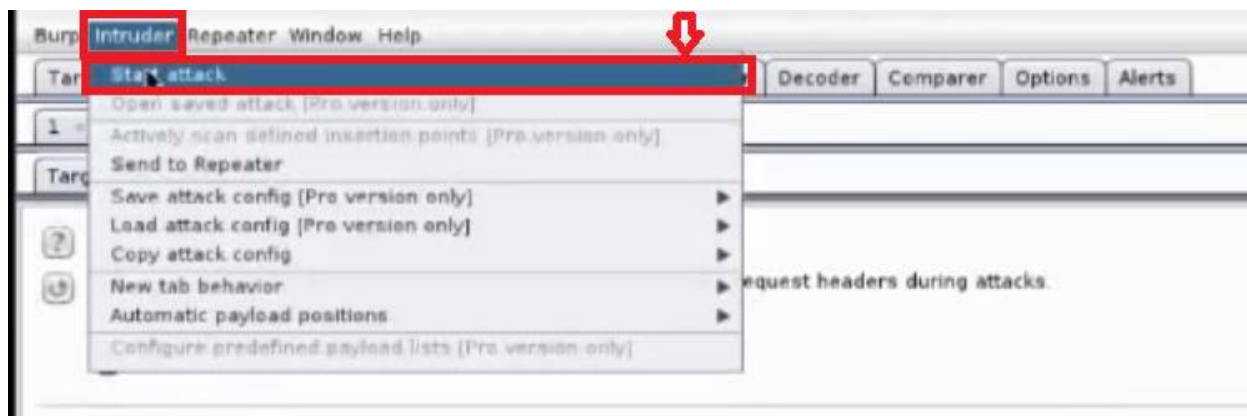 Burp Intruder Repeater Window Help
Tar Start attack Decoder Comparer Options Alerts
Open saved attack [Pro version only]
1
Actively scan defined insertion points [Pro version only]
Send to Repeater
Targ
Save attack config [Pro version only]
Load attack config [Pro version only]
?
Copy attack config
New tab behavior equest headers during attacks.
Automatic payload positions
Configure predefined payload lists [Pro version only]